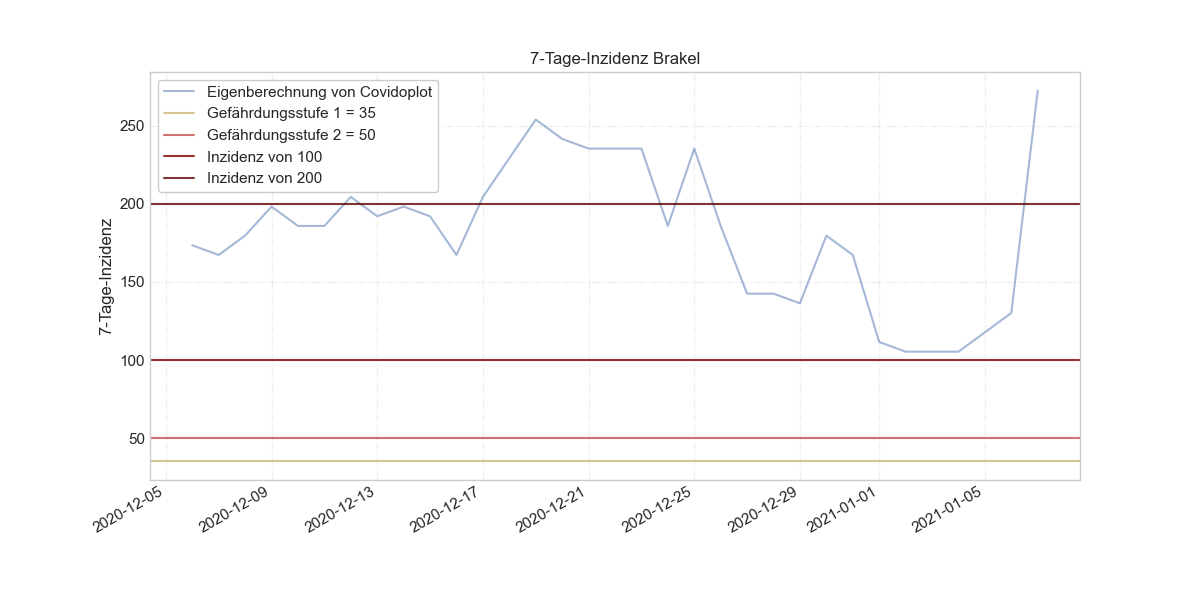 7-Tage-Inzidenz Brakel
Eigenberechnung von Covidoplot
Gefährdungsstufe 1 = 35
Gefährdungsstufe 2 = 50
Inzidenz von 100
Inzidenz von 200
7-Tage-Inzidenz
250
200
150
100
50
2020-12-05
2020-12-09
2020-12-13
2020-12-17
2020-12-21
2020-12-25
2020-12-29
2021-01-01
2021-01-05